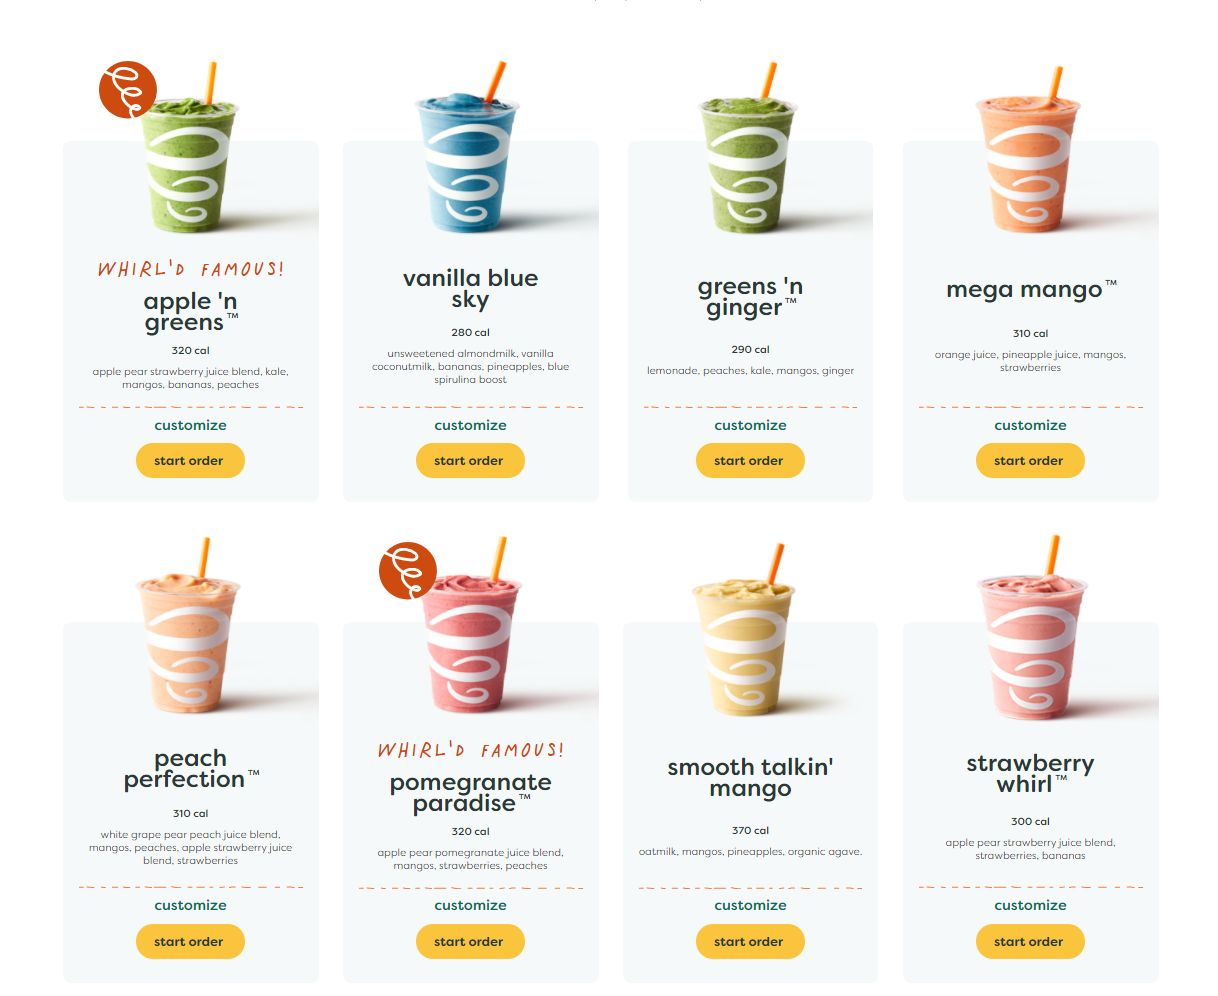 WHIRL'D FAMOUS!
apple 'n
greens™
320 cal
apple pear strawberry juice blend, kale,
mangos, bananas, peaches
customize
start order
vanilla blue
sky
280 cal
unsweetened almondmilk, vanilla
coconutmilk, bananas, pineapples, blue
spirulina boost
customize
start order
greens 'n
ginger™
290 cal
lemonade, peaches, kale, mangos, ginger
customize
start order
mega mango™
310 cal
orange juice, pineapple juice, mangos,
strawberries
customize
start order
peach
perfection™
310 cal
white grape pear peach juice blend,
mangos, peaches, apple strawberry juice
blend, strawberries
customize
start order
WHIRL'D FAMOUS!
pomegranate
paradise™
320 cal
apple pear pomegranate juice blend,
mangos, strawberries, peaches
customize
start order
smooth talkin'
mango
370 cal
oatmilk, mangos, pineapples, organic agave.
customize
start order
strawberry
whirl™
300 cal
apple pear strawberry juice blend,
strawberries, bananas
customize
start order